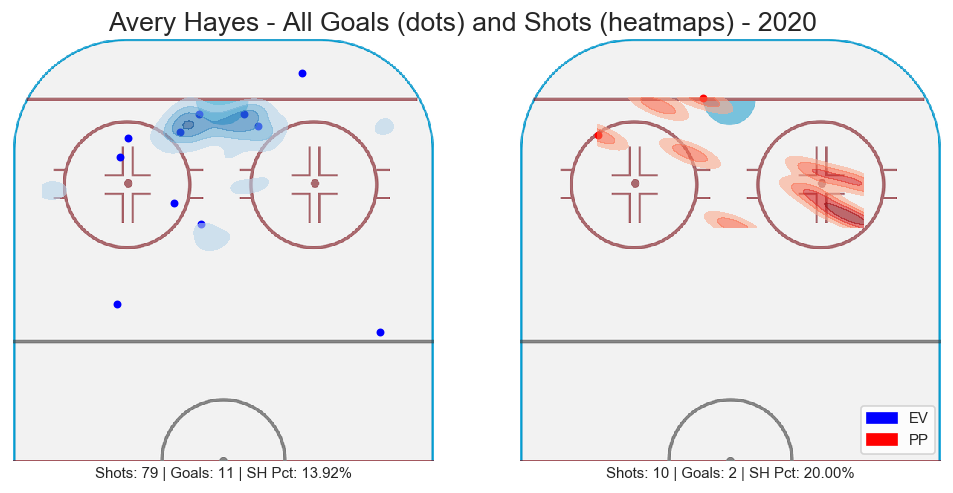 Avery Hayes - All Goals (dots) and Shots (heatmaps) - 2020
EV
PP
Shots: 79 | Goals: 11 | SH Pct: 13.92%
Shots: 10 | Goals: 2 | SH Pct: 20.00%